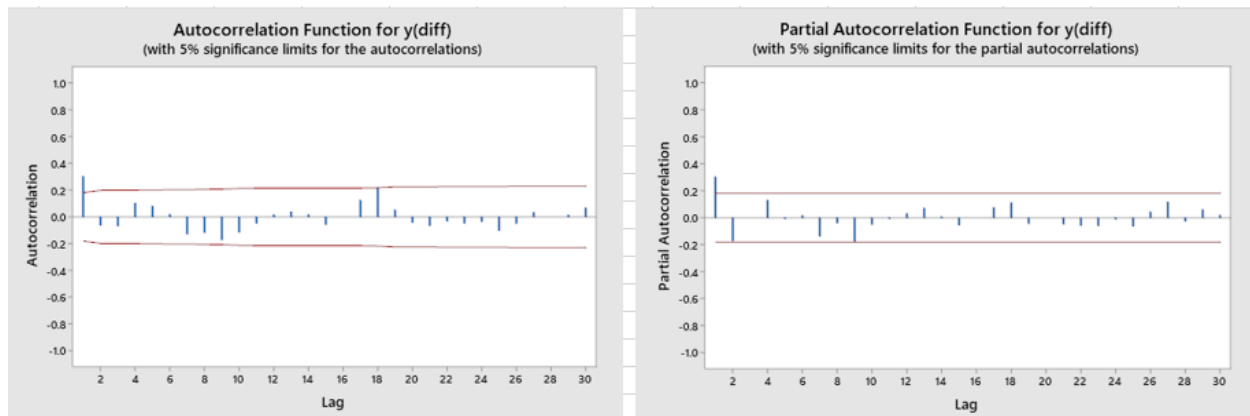 Autocorrelation Function for y(diff)
(with 5% significance limits for the autocorrelations)
Autocorrelation
1.0
0.8
0.6
0.4
0.2
0.0
-0.2
-0.4
-0.6
-0.8
-1.0
2 4 6 8 10 12 14 16 18 20 22 24 26 28 30
Lag
Partial Autocorrelation Function for y(diff)
(with 5% significance limits for the partial autocorrelations)
Partial Autocorrelation
1.0
0.8
0.6
0.4
0.2
0.0
-0.2
-0.4
-0.6
-0.8
-1.0
2 4 6 8 10 12 14 16 18 20 22 24 26 28 30
Lag